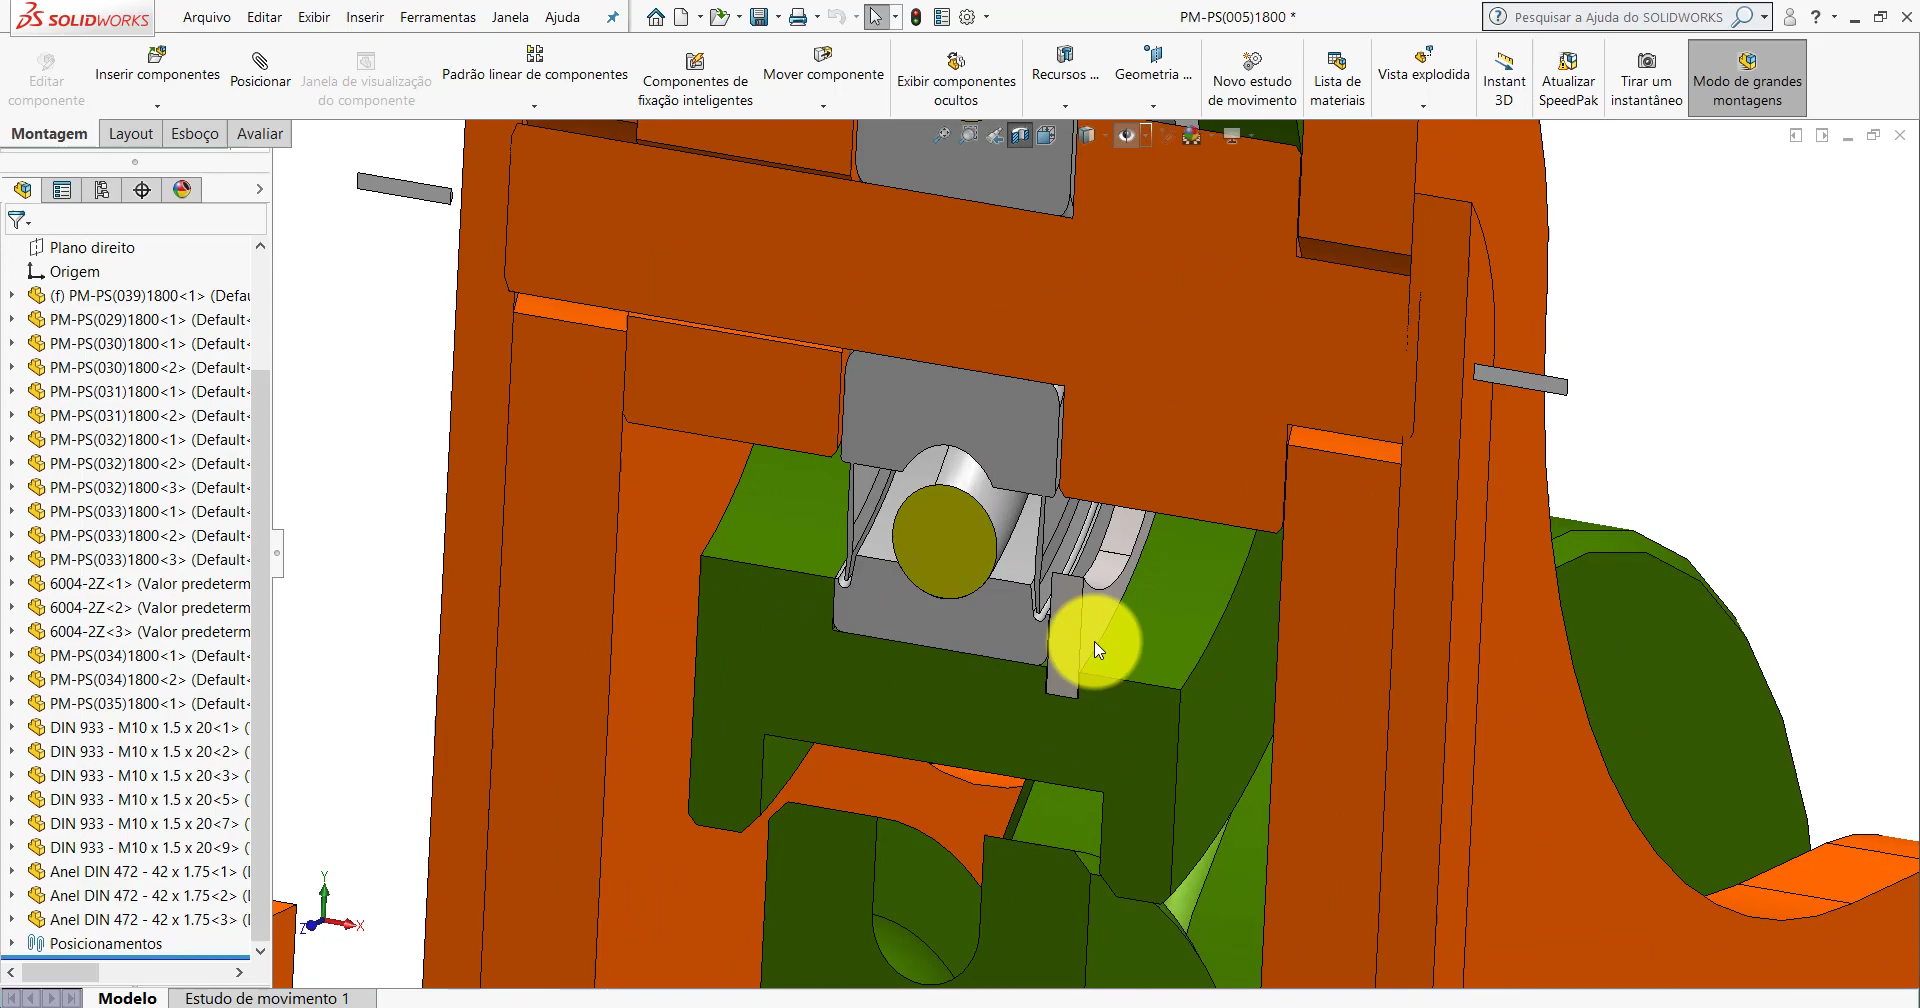 SOLIDWORKS
Arquivo Editar Exibir Inserir Ferramentas Janela Ajuda
PM-PS(005)1800 *
Pesquisar a Ajuda do SOLIDWORKS
Editar componente
Inserir componentes
Posicionar
Janela de visualização do componente
Padrão linear de componentes
Componentes de fixação inteligentes
Mover componente
Exibir componentes ocultos
Recursos ...
Geometria ...
Novo estudo de movimento
Lista de materiais
Vista explodida
Instant 3D
Atualizar SpeedPak
Tirar um instantâneo
Modo de grandes montagens
Montagem Layout Esboço Avaliar
Plano direito
Origem
(f) PM-PS(039)1800<1> (Defau
PM-PS(029)1800<1> (Default<
PM-PS(030)1800<1> (Default<
PM-PS(030)1800<2> (Default<
PM-PS(031)1800<1> (Default<
PM-PS(031)1800<2> (Default<
PM-PS(032)1800<1> (Default<
PM-PS(032)1800<2> (Default<
PM-PS(032)1800<3> (Default<
PM-PS(033)1800<1> (Default<
PM-PS(033)1800<2> (Default<
PM-PS(033)1800<3> (Default<
6004-2Z<1> (Valor predeterm
6004-2Z<2> (Valor predeterm
6004-2Z<3> (Valor predeterm
PM-PS(034)1800<1> (Default<
PM-PS(034)1800<2> (Default<
PM-PS(035)1800<1> (Default<
DIN 933 - M10 x 1.5 x 20<1> (
DIN 933 - M10 x 1.5 x 20<2> (
DIN 933 - M10 x 1.5 x 20<3> (
DIN 933 - M10 x 1.5 x 20<5> (
DIN 933 - M10 x 1.5 x 20<7> (
DIN 933 - M10 x 1.5 x 20<9> (
Anel DIN 472 - 42 x 1.75<1> (
Anel DIN 472 - 42 x 1.75<2> (
Anel DIN 472 - 42 x 1.75<3> (
Posicionamentos
Y
Z X
Modelo Estudo de movimento 1